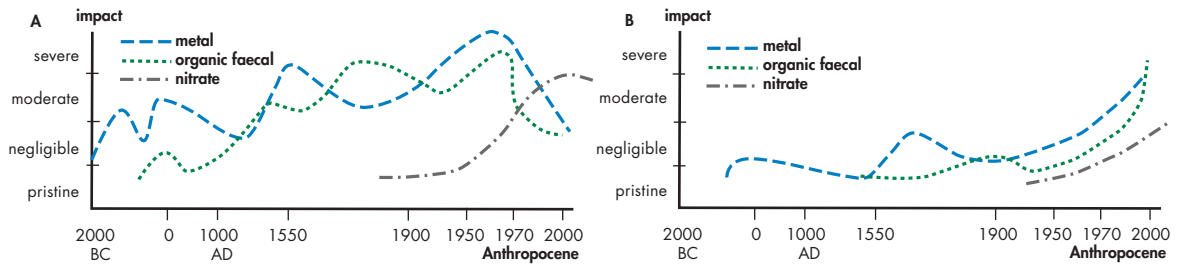 A
impact
metal
organic faecal
nitrate
severe
moderate
negligible
pristine
2000 0 1000 1550 1900 1950 1970 2000
BC AD Anthropocene
B
impact
metal
organic faecal
nitrate
severe
moderate
negligible
pristine
2000 0 1000 1550 1900 1950 1970 2000
BC AD Anthropocene